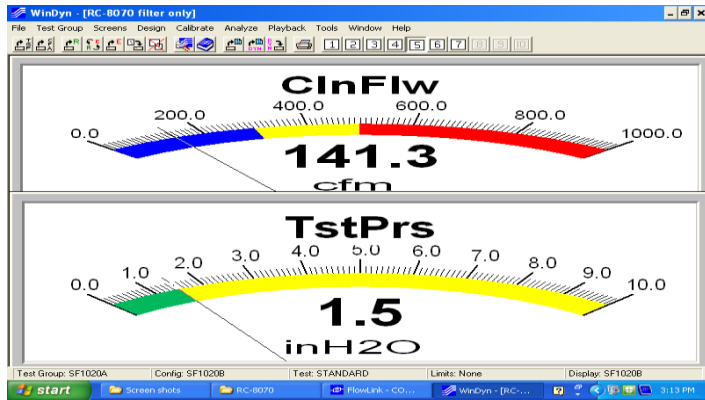 WinDyn - [RC-8070 filter only]
File Test Group Screens Design Calibrate Analyze Playback Tools Window Help
1 2 3 4 5 6 7 8 9 10
ClnFlw
0.0 200.0 400.0 600.0 800.0 1000.0
141.3
cfm
TstPrs
0.0 1.0 2.0 3.0 4.0 5.0 6.0 7.0 8.0 9.0 10.0
1.5
inH2O
Test Group: SF1020A Config: SF1020B Test: STANDARD Limits: None Display: SF1020B
start Screen shots RC-8070 FlowLink - CO... WinDyn - [RC-... 3:13 PM